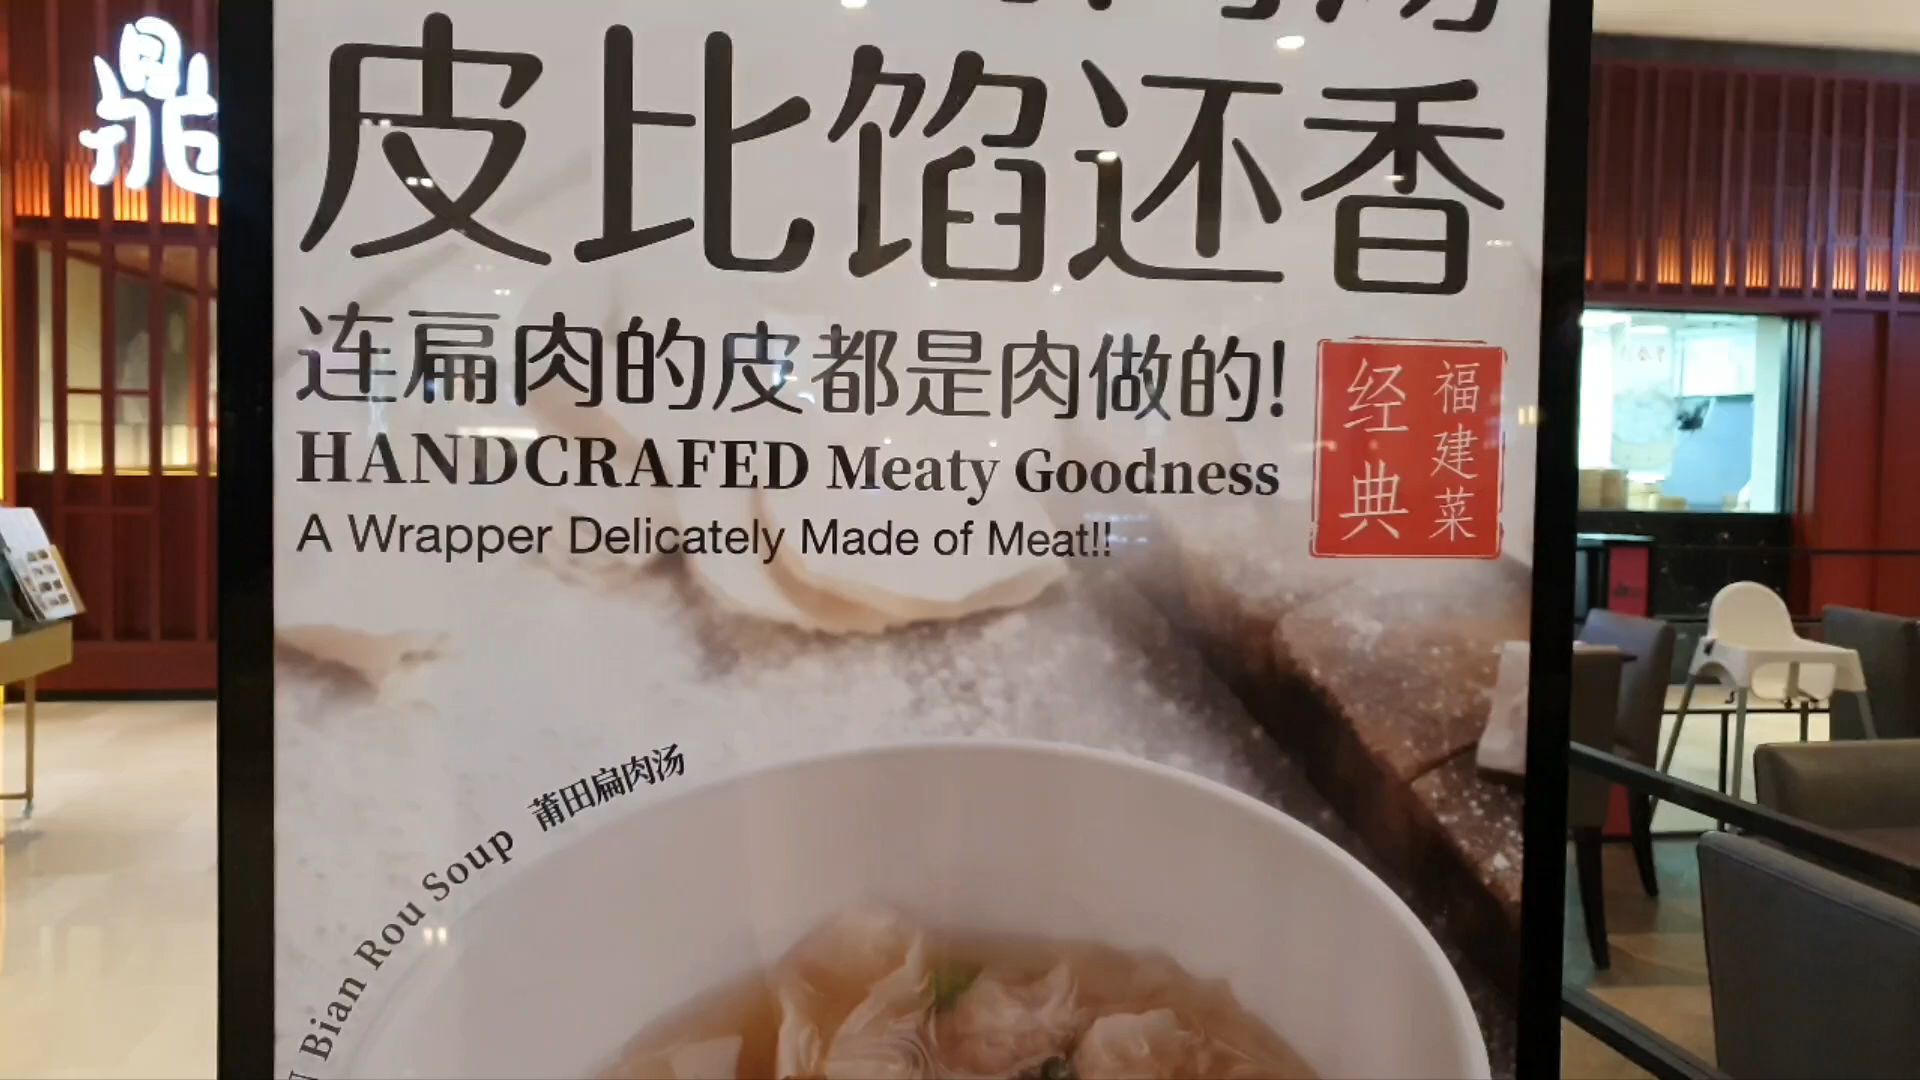 鼎
皮比馅还香
连扁肉的皮都是肉做的!
HANDCRAFED Meaty Goodness
A Wrapper Delicately Made of Meat!!
福建菜
经典
Bian Rou Soup 莆田扁肉汤